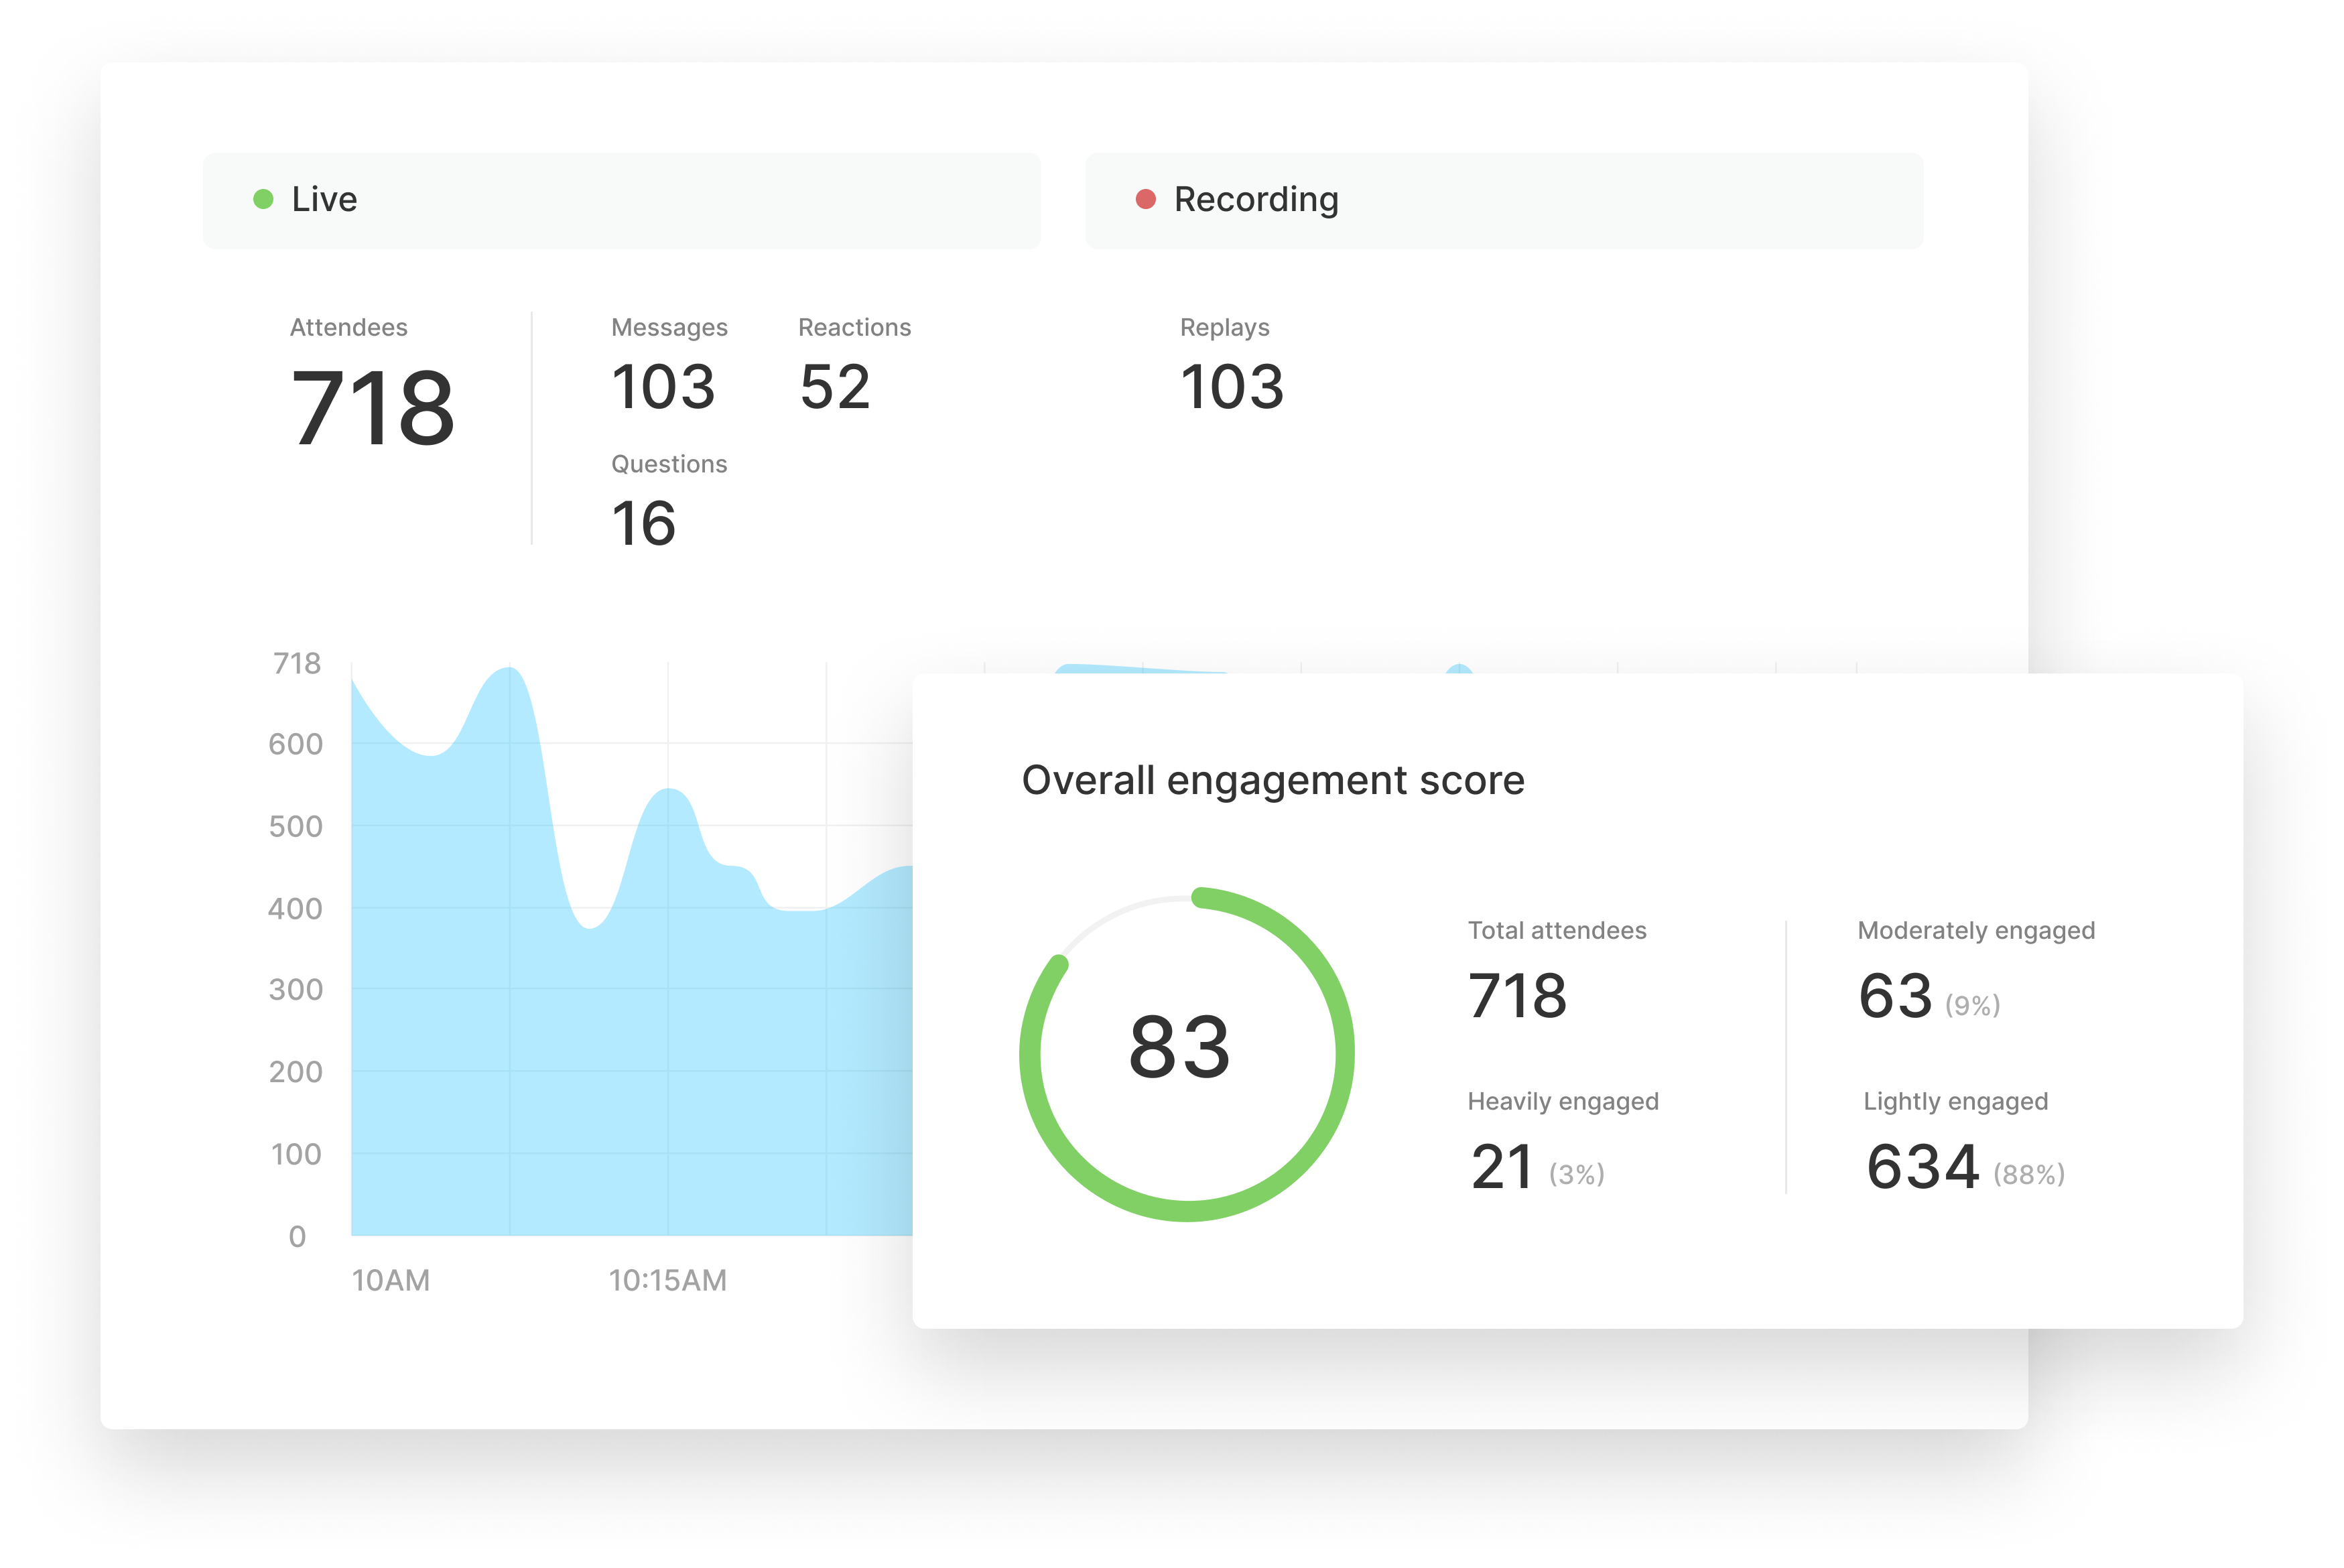 Live
Recording
Attendees
718
Messages
103
Reactions
52
Questions
16
Replays
103
718
600
500
400
300
200
100
0
10AM
10:15AM
Overall engagement score
83
Total attendees
718
Moderately engaged
63 (9%)
Heavily engaged
21 (3%)
Lightly engaged
634 (88%)